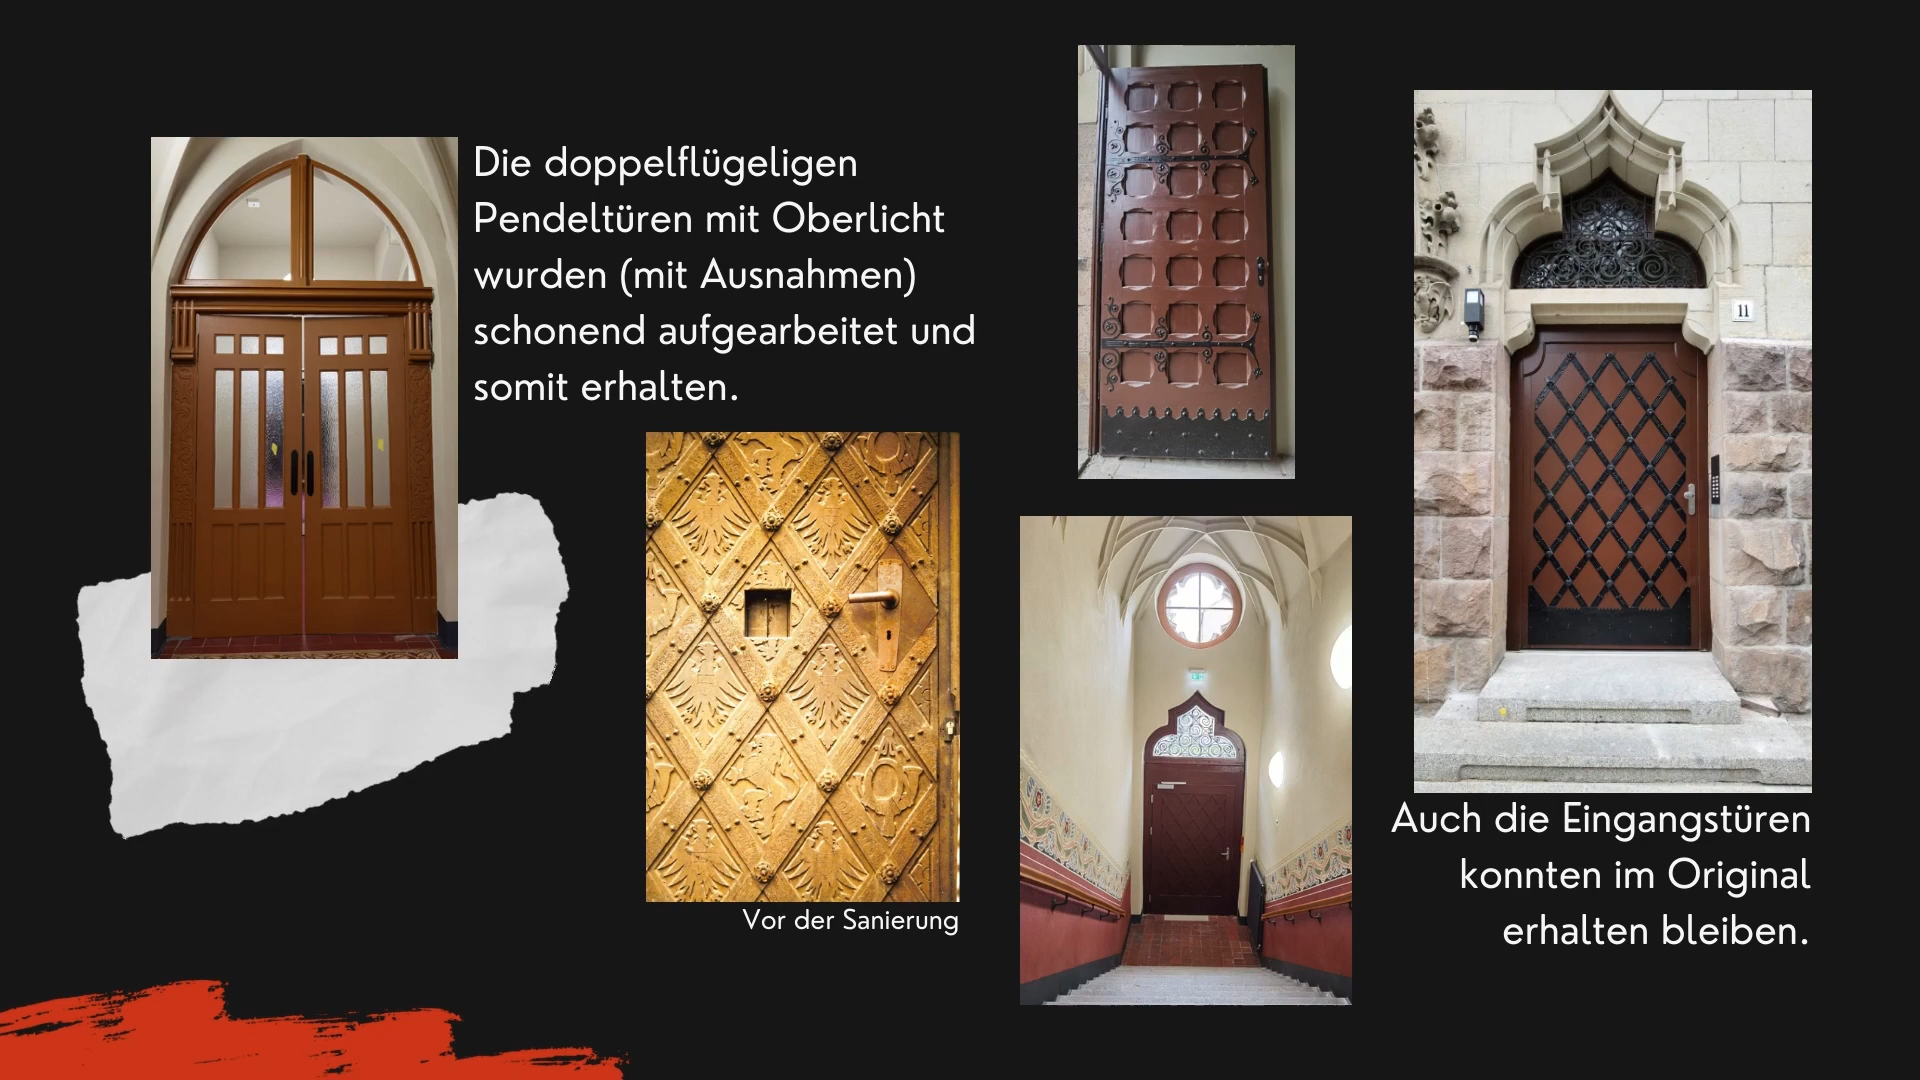 Die doppelflügeligen
Pendeltüren mit Oberlicht
wurden (mit Ausnahmen)
schonend aufgearbeitet und
somit erhalten.
Vor der Sanierung
11
Auch die Eingangstüren
konnten im Original
erhalten bleiben.